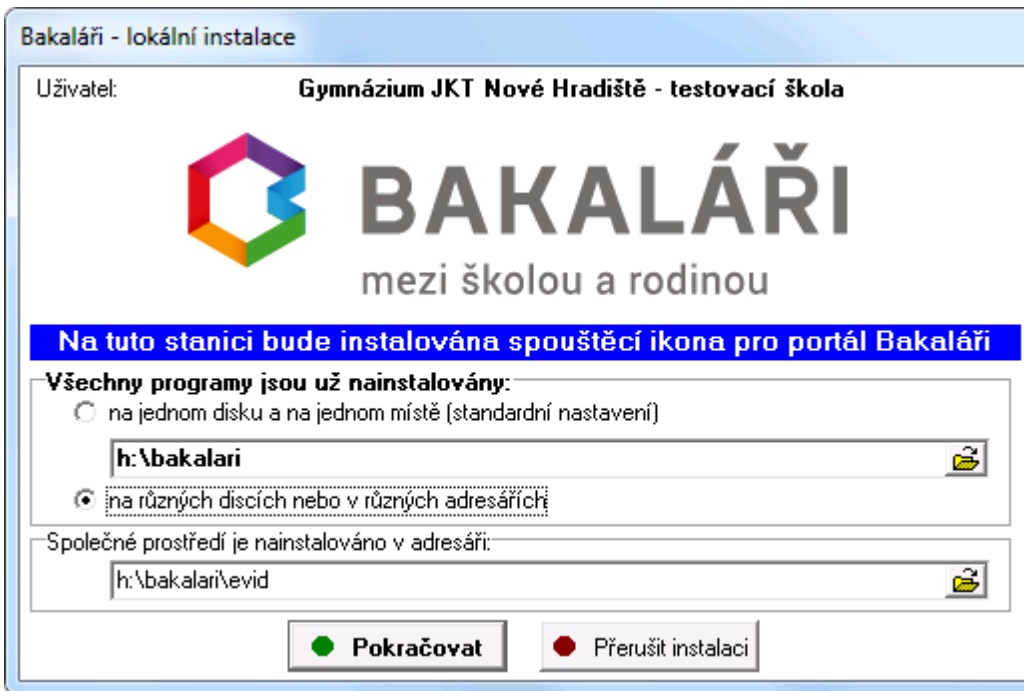 Bakaláři - lokální instalace
Uživatel: Gymnázium JKT Nové Hradiště - testovací škola
BAKALÁŘI
mezi školou a rodinou
Na tuto stanici bude instalována spouštěcí ikona pro portál Bakaláři
Všechny programy jsou už nainstalovány:
na jednom disku a na jednom místě (standardní nastavení)
h:\bakalari
na různých discích nebo v různých adresářích
Společné prostředí je nainstalováno v adresáři:
h:\bakalari\evid
Pokračovat Přerušit instalaci